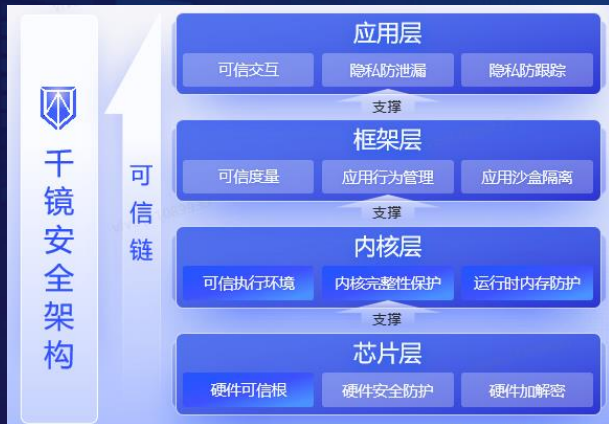 千镜安全架构
可信链
应用层
可信交互 隐私防泄漏 隐私防跟踪
支撑
框架层
可信度量 应用行为管理 应用沙盒隔离
支撑
内核层
可信执行环境 内核完整性保护 运行时内存防护
支撑
芯片层
硬件可信根 硬件安全防护 硬件加解密